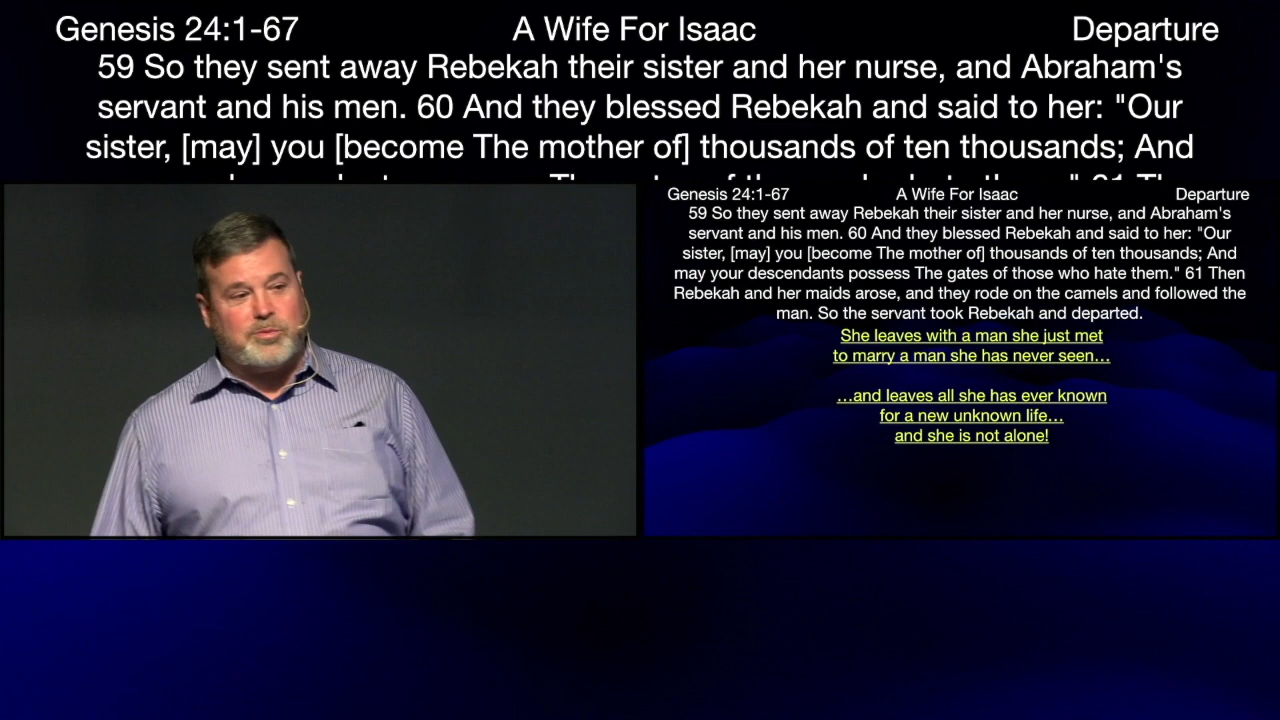 Genesis 24:1-67 A Wife For Isaac Departure
59 So they sent away Rebekah their sister and her nurse, and Abraham's
servant and his men. 60 And they blessed Rebekah and said to her: "Our
sister, [may] you [become The mother of] thousands of ten thousands; And
Genesis 24:1-67 A Wife For Isaac Departure
59 So they sent away Rebekah their sister and her nurse, and Abraham's
servant and his men. 60 And they blessed Rebekah and said to her: "Our
sister, [may] you [become The mother of] thousands of ten thousands; And
may your descendants possess The gates of those who hate them." 61 Then
Rebekah and her maids arose, and they rode on the camels and followed the
man. So the servant took Rebekah and departed.
She leaves with a man she just met
to marry a man she has never seen…
…and leaves all she has ever known
for a new unknown life…
and she is not alone!